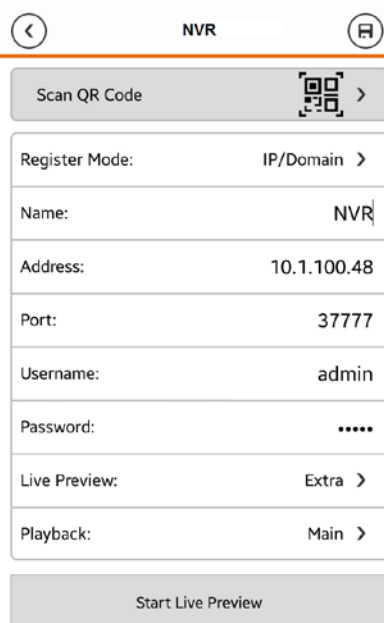 NVR
Scan QR Code
Register Mode: IP/Domain
Name: NVR
Address: 10.1.100.48
Port: 37777
Username: admin
Password: •••••
Live Preview: Extra
Playback: Main
Start Live Preview